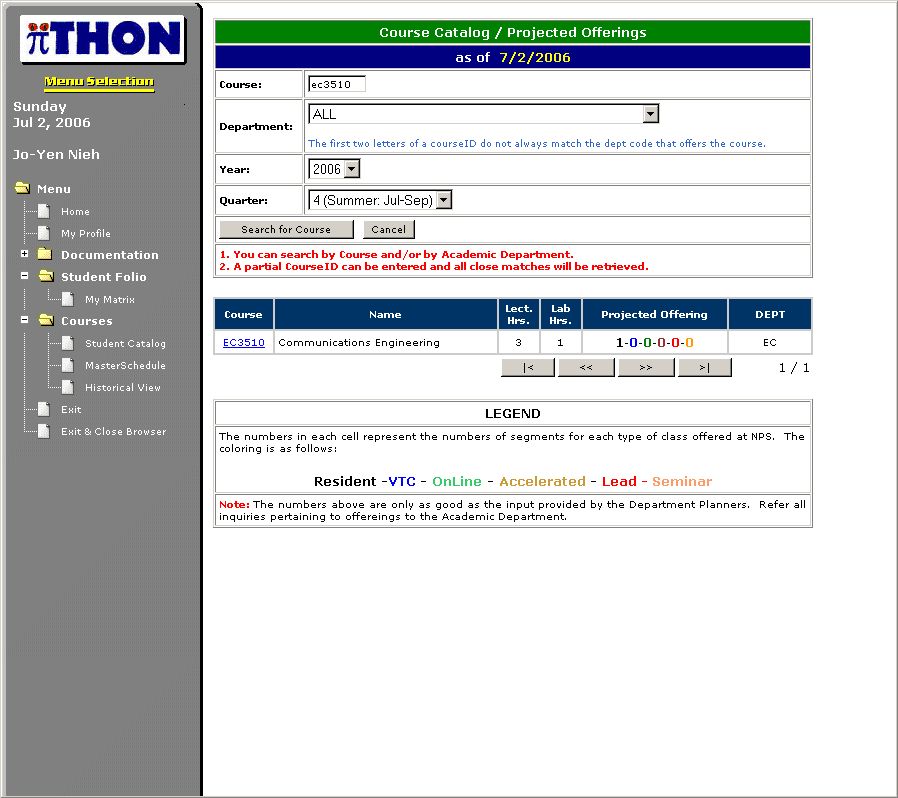 πTHON
Menu Selection
Sunday
Jul 2, 2006
Jo-Yen Nieh
Menu
Home
My Profile
Documentation
Student Folio
My Matrix
Courses
Student Catalog
MasterSchedule
Historical View
Exit
Exit & Close Browser
Course Catalog / Projected Offerings
as of 7/2/2006
Course: ec3510
Department: ALL
The first two letters of a courseID do not always match the dept code that offers the course.
Year: 2006
Quarter: 4 (Summer: Jul-Sep)
Search for Course Cancel
1. You can search by Course and/or by Academic Department.
2. A partial CourseID can be entered and all close matches will be retrieved.
Course Name Lect. Hrs. Lab Hrs. Projected Offering DEPT
EC3510 Communications Engineering 3 1 1-0-0-0-0-0 EC
|< << >> >| 1 / 1
LEGEND
The numbers in each cell represent the numbers of segments for each type of class offered at NPS. The
coloring is as follows:
Resident -VTC - OnLine - Accelerated - Lead - Seminar
Note: The numbers above are only as good as the input provided by the Department Planners. Refer all
inquiries pertaining to offereings to the Academic Department.